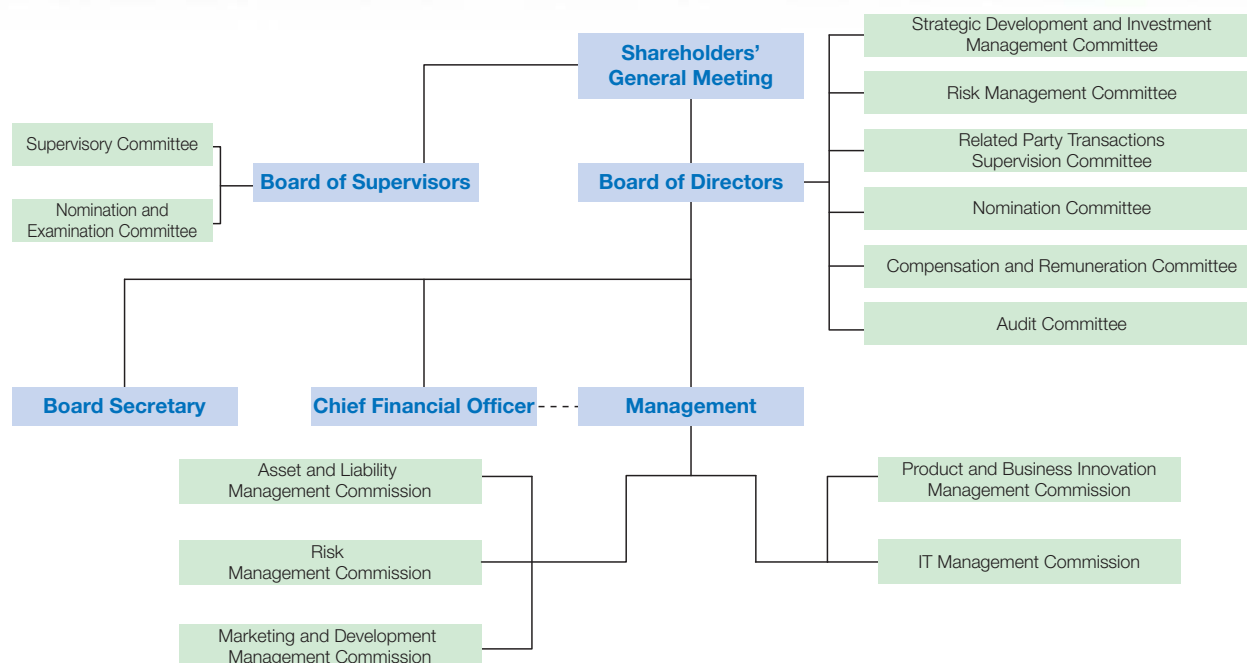 Strategic Development and Investment
Management Committee
Shareholders'
General Meeting
Risk Management Committee
Supervisory Committee
Related Party Transactions
Supervision Committee
Board of Supervisors
Board of Directors
Nomination and
Examination Committee
Nomination Committee
Compensation and Remuneration Committee
Audit Committee
Board Secretary
Chief Financial Officer
Management
Asset and Liability
Management Commission
Product and Business Innovation
Management Commission
Risk
Management Commission
IT Management Commission
Marketing and Development
Management Commission